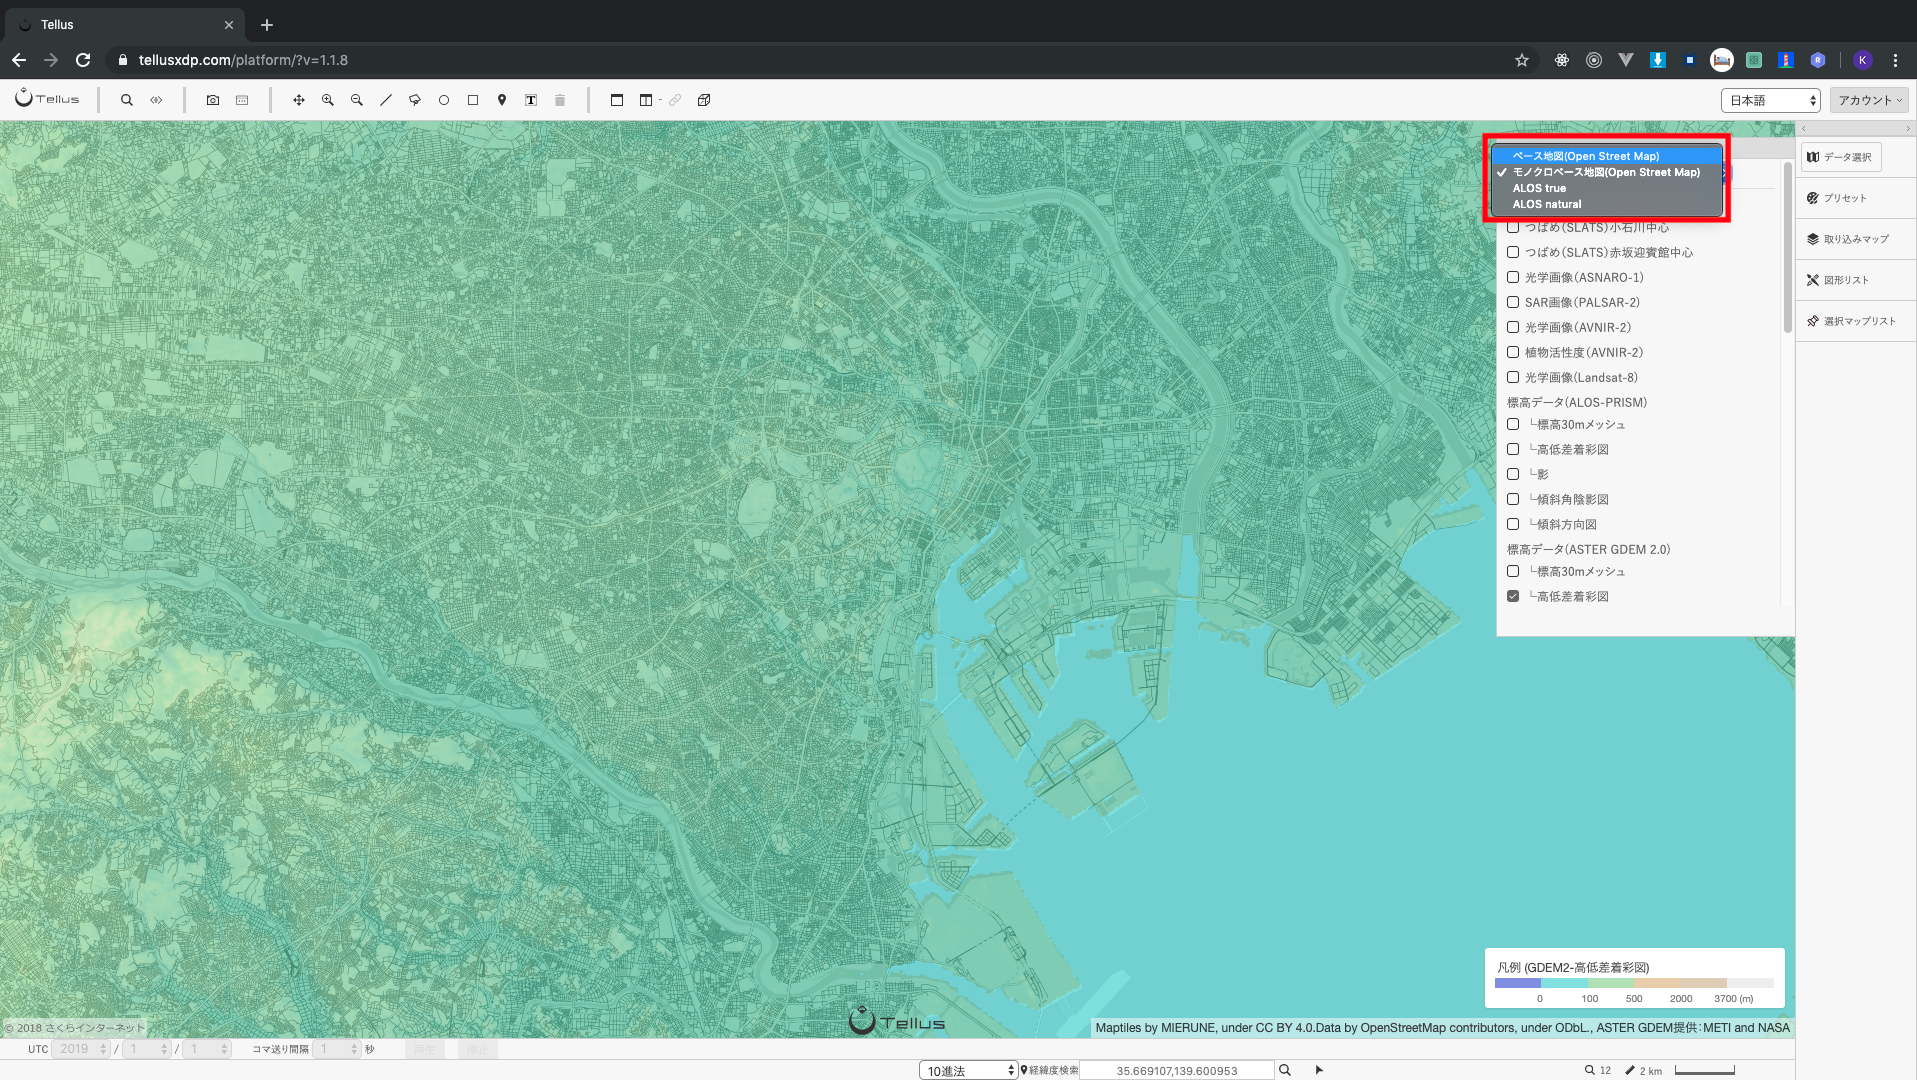 Tellus
tellusxdp.com/platform/?v=1.1.8
K
Tellus
T
日本語
アカウント
ベース地図(Open Street Map)
モノクロベース地図(Open Street Map)
ALOS true
ALOS natural
つばめ(SLATS)小石川中心
つばめ(SLATS)赤坂迎賓館中心
光学画像(ASNARO-1)
SAR画像(PALSAR-2)
光学画像(AVNIR-2)
植物活性度(AVNIR-2)
光学画像(Landsat-8)
標高データ(ALOS-PRISM)
└標高30mメッシュ
└高低差着彩図
└影
└傾斜角陰影図
└傾斜方向図
標高データ(ASTER GDEM 2.0)
└標高30mメッシュ
└高低差着彩図
データ選択
プリセット
取り込みマップ
図形リスト
選択マップリスト
凡例 (GDEM2-高低差着彩図)
0 100 500 2000 3700 (m)
© 2018 さくらインターネット
Tellus
Maptiles by MIERUNE, under CC BY 4.0.Data by OpenStreetMap contributors, under ODbL., ASTER GDEM提供：METI and NASA
UTC 2019 / 1 / 1 コマ送り間隔 1 秒 再生 停止
10進法 経緯度検索 35.669107,139.600953 12 2 km